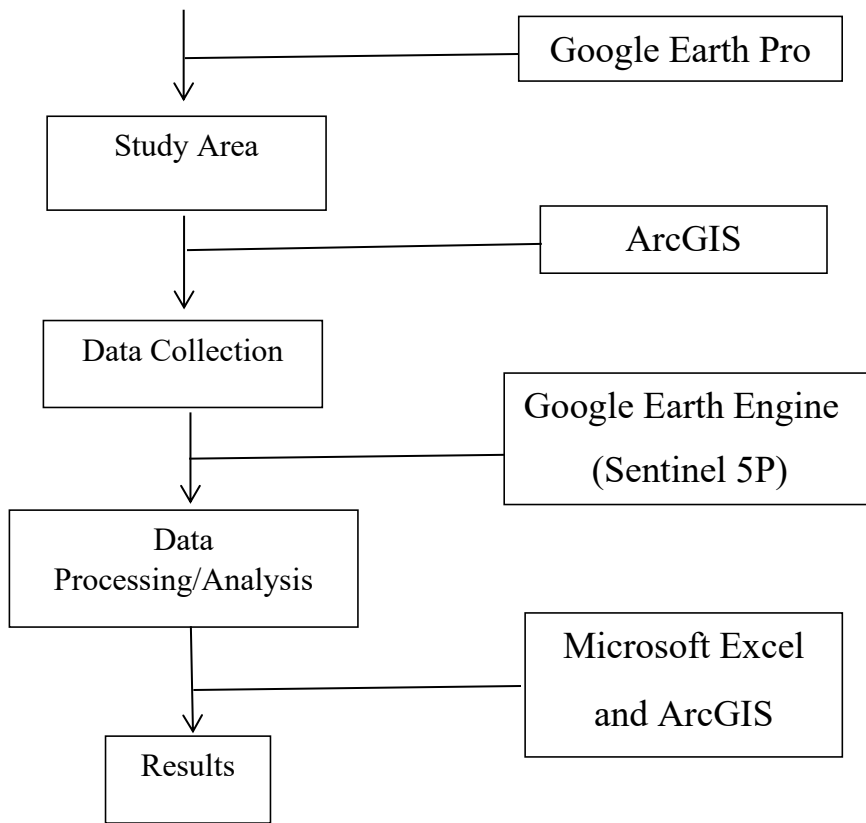 Google Earth Pro
Study Area
ArcGIS
Data Collection
Google Earth Engine
(Sentinel 5P)
Data
Processing/Analysis
Microsoft Excel
and ArcGIS
Results